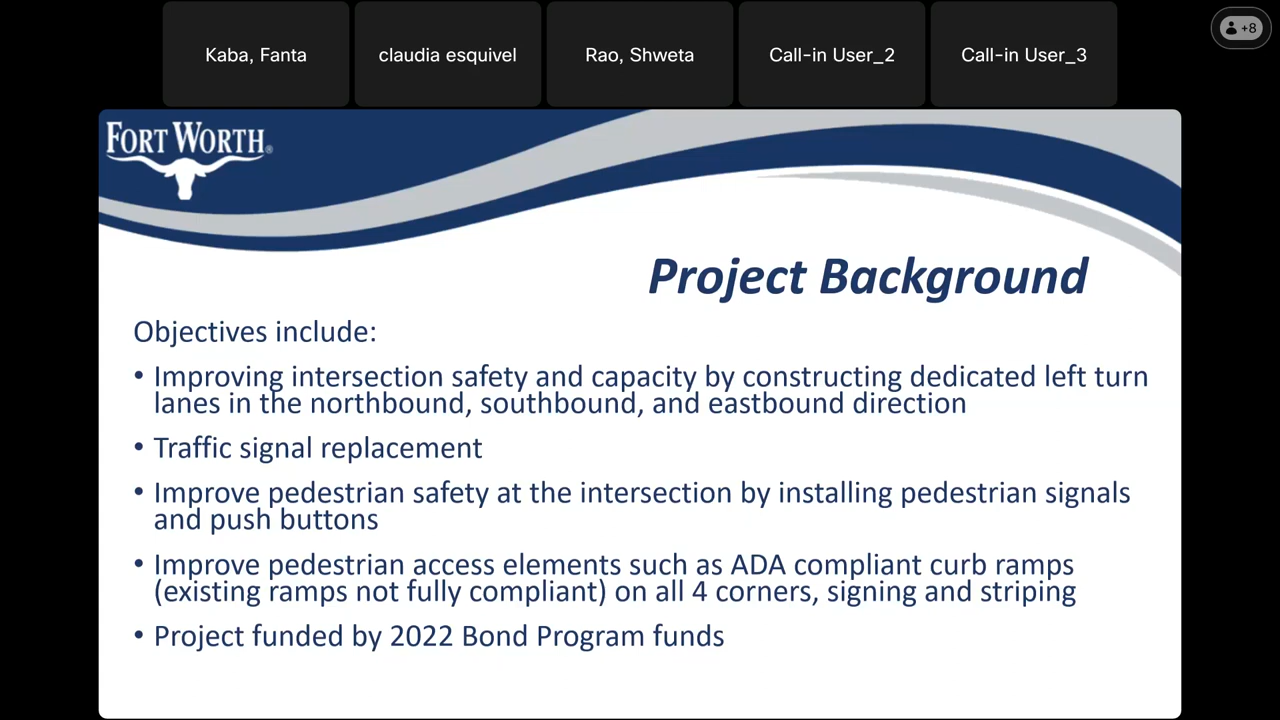 Kaba, Fanta
claudia esquivel
Rao, Shweta
Call-in User_2
Call-in User_3
+8
FORT WORTH®
Project Background
Objectives include:
• Improving intersection safety and capacity by constructing dedicated left turn
lanes in the northbound, southbound, and eastbound direction
• Traffic signal replacement
• Improve pedestrian safety at the intersection by installing pedestrian signals
and push buttons
• Improve pedestrian access elements such as ADA compliant curb ramps
(existing ramps not fully compliant) on all 4 corners, signing and striping
• Project funded by 2022 Bond Program funds